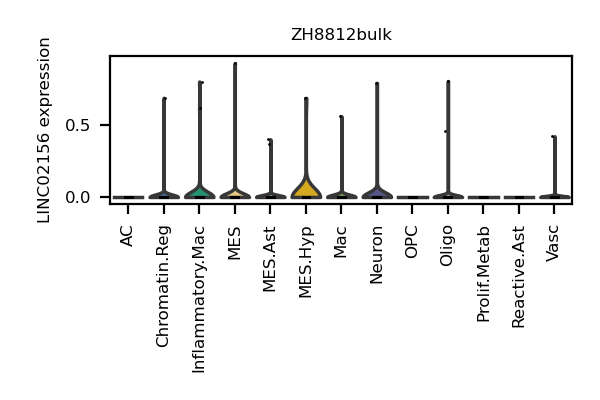 ZH8812bulk
LINC02156 expression
0.5
0.0
AC
Chromatin.Reg
Inflammatory.Mac
MES
MES.Ast
MES.Hyp
Mac
Neuron
OPC
Oligo
Prolif.Metab
Reactive.Ast
Vasc